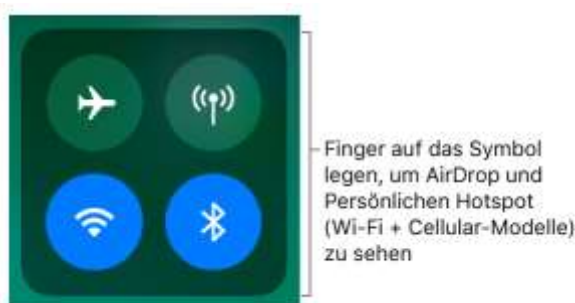 Finger auf das Symbol
legen, um AirDrop und
Persönlichen Hotspot
(Wi-Fi + Cellular-Modelle)
zu sehen